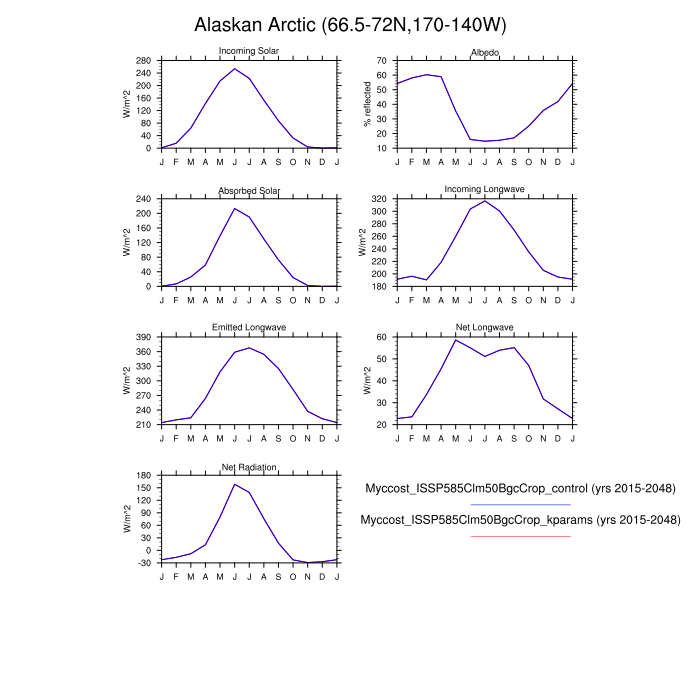 Alaskan Arctic (66.5-72N,170-140W)
Incoming Solar
W/m^2
280
240
200
160
120
80
40
0
J F M A M J J A S O N D J
Albedo
% reflected
70
60
50
40
30
20
10
J F M A M J J A S O N D J
Absorbed Solar
W/m^2
240
200
160
120
80
40
0
J F M A M J J A S O N D J
Incoming Longwave
W/m^2
320
300
280
260
240
220
200
180
J F M A M J J A S O N D J
Emitted Longwave
W/m^2
390
360
330
300
270
240
210
J F M A M J J A S O N D J
Net Longwave
W/m^2
60
50
40
30
20
J F M A M J J A S O N D J
Net Radiation
W/m^2
180
150
120
90
60
30
0
-30
J F M A M J J A S O N D J
Myccost_ISSP585Clm50BgcCrop_control (yrs 2015-2048)
Myccost_ISSP585Clm50BgcCrop_kparams (yrs 2015-2048)